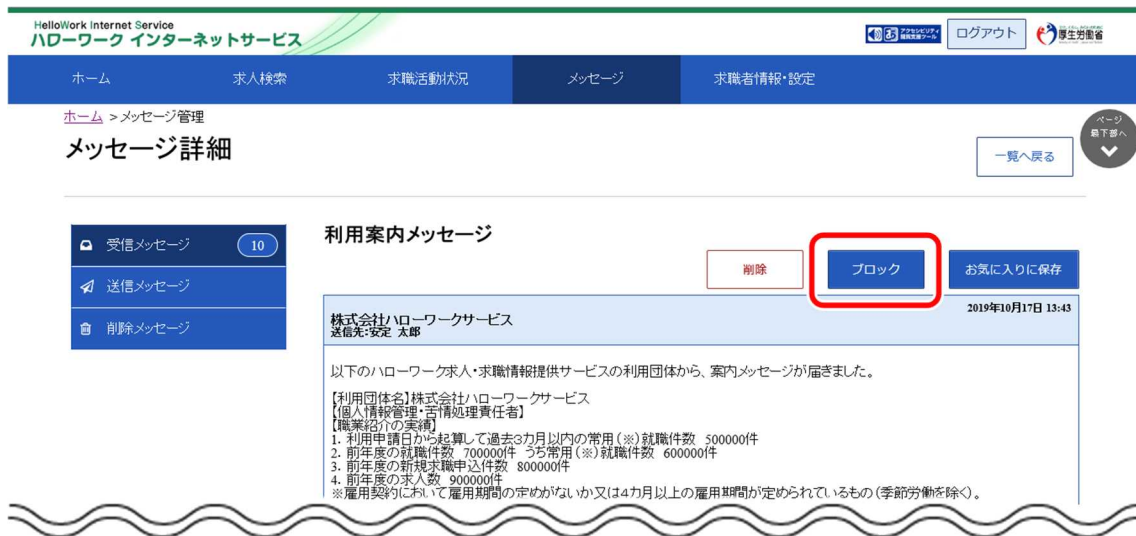 HelloWork Internet Service
ハローワーク インターネットサービス
ログアウト
厚生労働省
ホーム
求人検索
求職活動状況
メッセージ
求職者情報・設定
ホーム >メッセージ管理
ページ
最下部へ
メッセージ詳細
一覧へ戻る
受信メッセージ 10
送信メッセージ
削除メッセージ
利用案内メッセージ
削除
ブロック
お気に入りに保存
株式会社ハローワークサービス
2019年10月17日 13:43
送信先:安定 太郎
以下のハローワーク求人・求職情報提供サービスの利用団体から、案内メッセージが届きました。
【利用団体名】株式会社ハローワークサービス
【個人情報管理・苦情処理責任者】
【職業紹介の実績】
1. 利用申請日から起算して過去3カ月以内の常用(※)就職件数 500000件
2. 前年度の就職件数 700000件 うち常用(※)就職件数 600000件
3. 前年度の新規求職申込件数 800000件
4. 前年度の求人数 900000件
※雇用契約において雇用期間の定めがないか又は4カ月以上の雇用期間が定められているもの(季節労働を除く)。